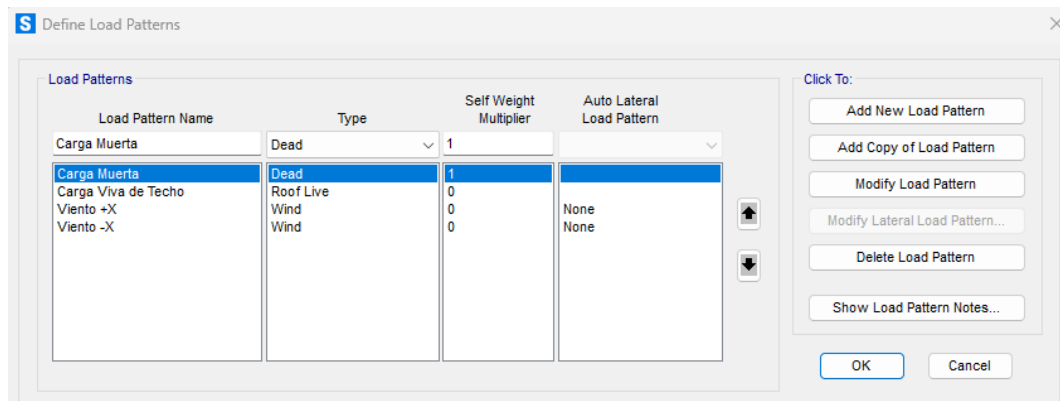 S Define Load Patterns
Load Patterns
Click To:
Load Pattern Name Type Self Weight Multiplier Auto Lateral Load Pattern
Carga Muerta Dead 1
Carga Muerta Dead 1
Carga Viva de Techo Roof Live 0
Viento +X Wind 0 None
Viento -X Wind 0 None
Add New Load Pattern
Add Copy of Load Pattern
Modify Load Pattern
Modify Lateral Load Pattern...
Delete Load Pattern
Show Load Pattern Notes...
OK Cancel